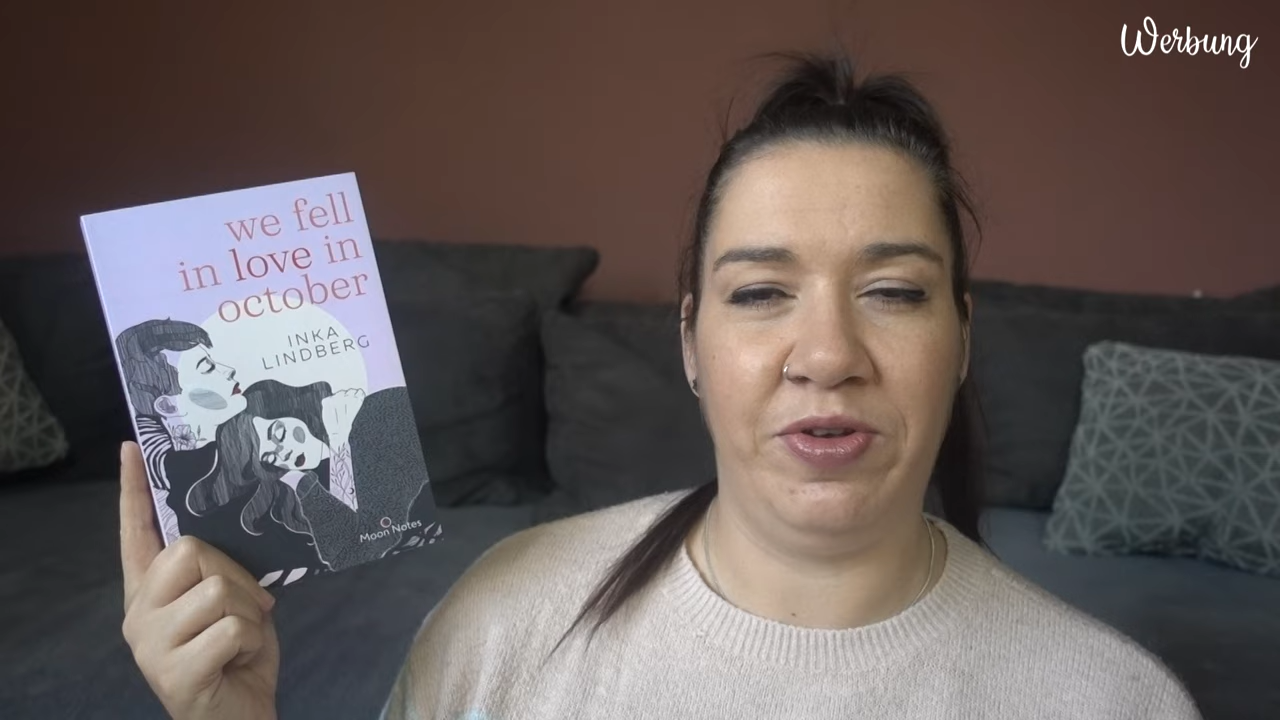 Werbung
we fell
in love in
october
INKA
LINDBERG
Moon Notes